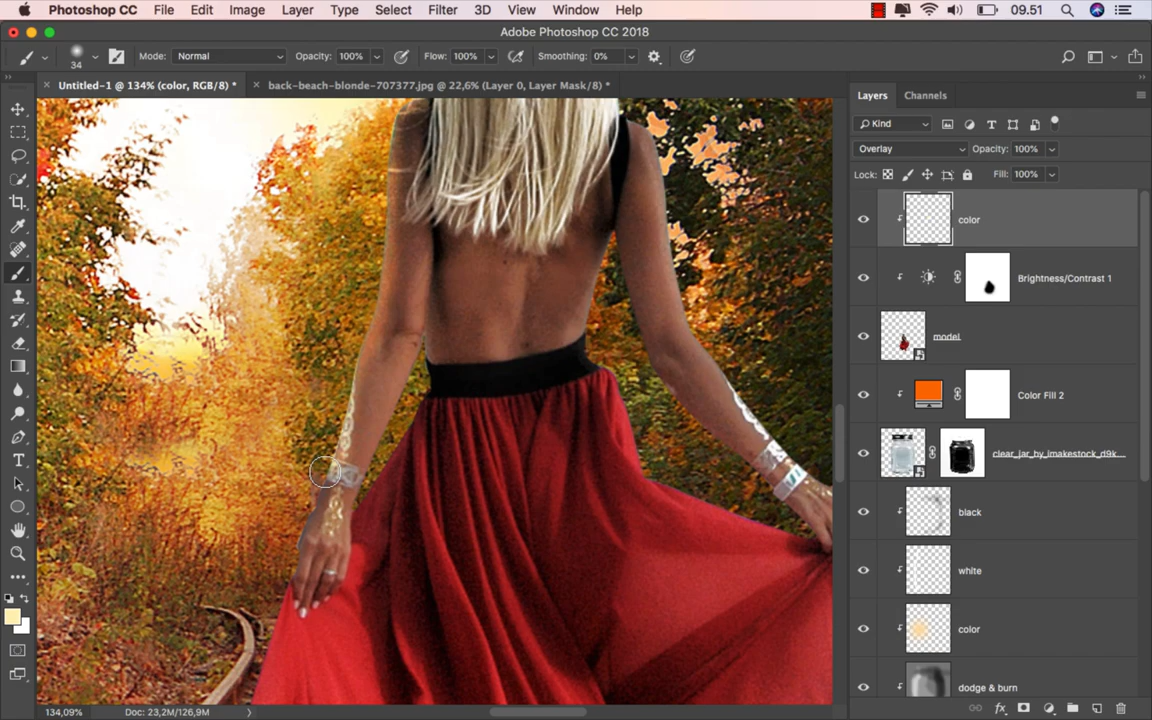 Photoshop CC File Edit Image Layer Type Select Filter 3D View Window Help 09.51
Adobe Photoshop CC 2018
34 Mode: Normal Opacity: 100% Flow: 100% Smoothing: 0%
Untitled-1 @ 134% (color, RGB/8) * back-beach-blonde-707377.jpg @ 22,6% (Layer 0, Layer Mask/8) *
Layers Channels
Kind
Overlay Opacity: 100%
Lock: Fill: 100%
color
Brightness/Contrast 1
model
Color Fill 2
clear_jar_by_imakestock_d9k...
black
white
color
dodge & burn
134,09% Doc: 23,2M/126,9M